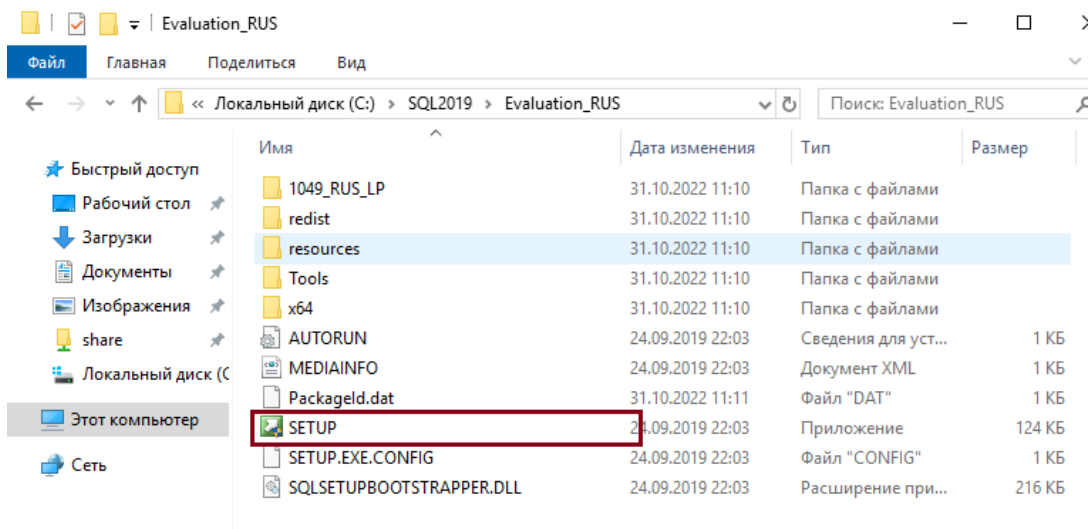 Evaluation_RUS
Файл Главная Поделиться Вид
« Локальный диск (C:) › SQL2019 › Evaluation_RUS Поиск: Evaluation_RUS
Имя Дата изменения Тип Размер
Быстрый доступ
Рабочий стол
Загрузки
Документы
Изображения
share
Локальный диск (C
Этот компьютер
Сеть
1049_RUS_LP 31.10.2022 11:10 Папка с файлами
redist 31.10.2022 11:10 Папка с файлами
resources 31.10.2022 11:10 Папка с файлами
Tools 31.10.2022 11:10 Папка с файлами
x64 31.10.2022 11:10 Папка с файлами
AUTORUN 24.09.2019 22:03 Сведения для уст... 1 КБ
MEDIAINFO 24.09.2019 22:03 Документ XML 1 КБ
PackageId.dat 31.10.2022 11:11 Файл "DAT" 1 КБ
SETUP 24.09.2019 22:03 Приложение 124 КБ
SETUP.EXE.CONFIG 24.09.2019 22:03 Файл "CONFIG" 1 КБ
SQLSETUPBOOTSTRAPPER.DLL 24.09.2019 22:03 Расширение при... 216 КБ